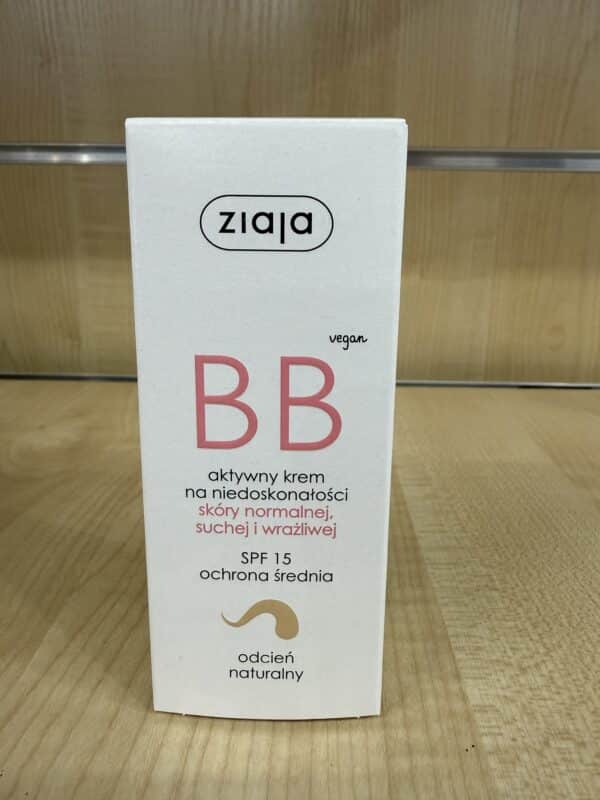 ziaja
vegan
BB
aktywny krem
na niedoskonałości
skóry normalnej,
suchej i wrażliwej
SPF 15
ochrona średnia
odcień
naturalny